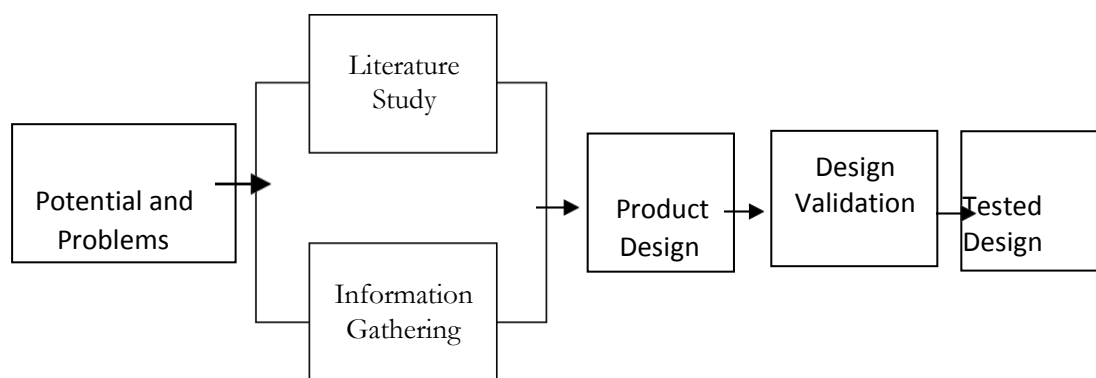 Potential and
Problems
Literature
Study
Information
Gathering
Product
Design
Design
Validation
Tested
Design